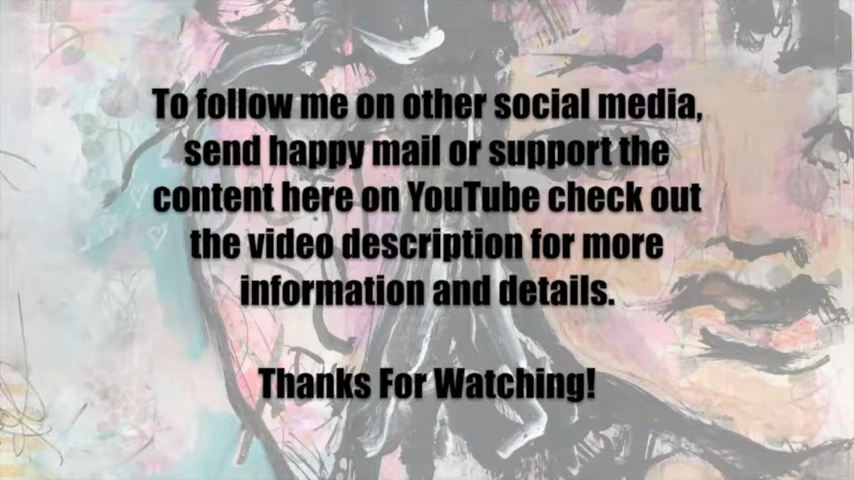 To follow me on other social media,
send happy mail or support the
content here on YouTube check out
the video description for more
information and details.
Thanks For Watching!